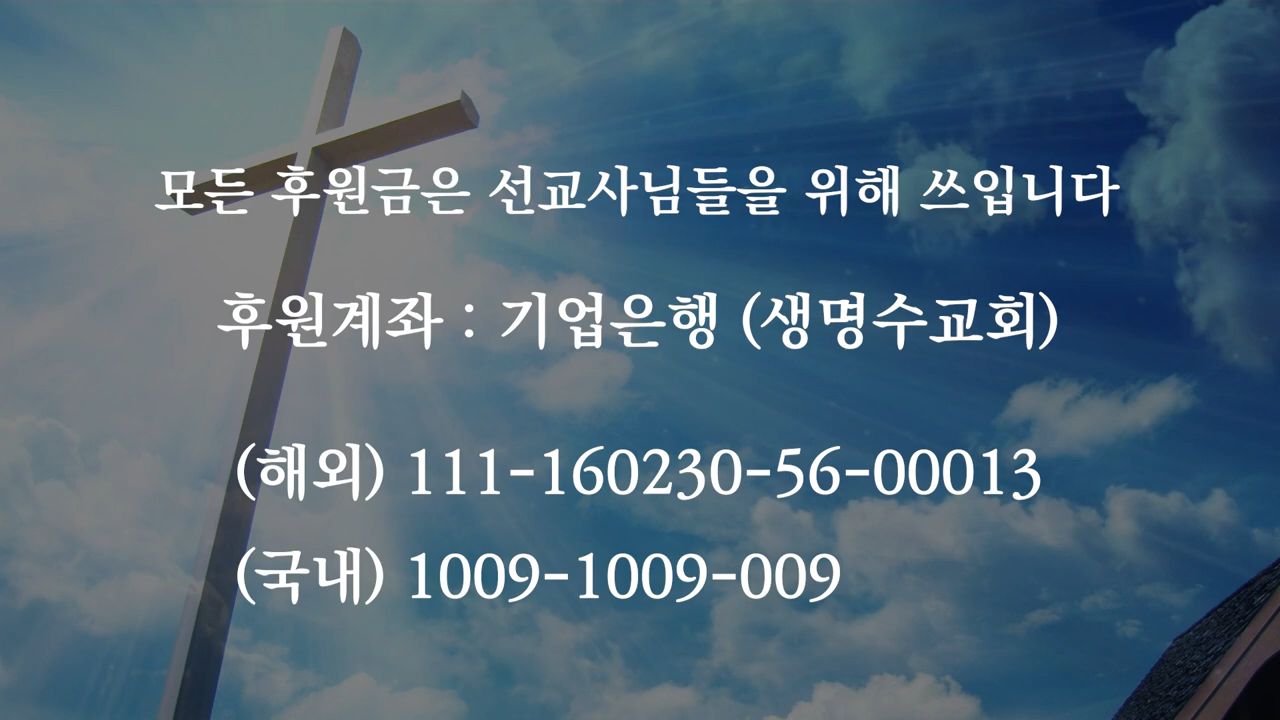 모든 후원금은 선교사님들을 위해 쓰입니다
후원계좌 : 기업은행 (생명수교회)
(해외) 111-160230-56-00013
(국내) 1009-1009-009